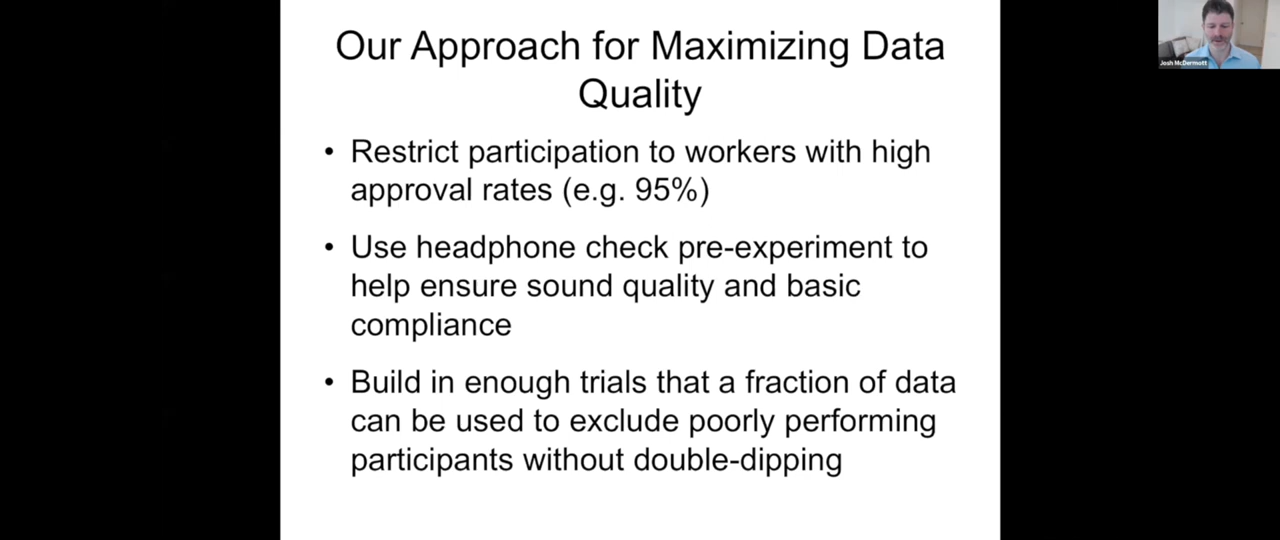 Our Approach for Maximizing Data
Quality
Josh McDermott
• Restrict participation to workers with high
approval rates (e.g. 95%)
• Use headphone check pre-experiment to
help ensure sound quality and basic
compliance
• Build in enough trials that a fraction of data
can be used to exclude poorly performing
participants without double-dipping